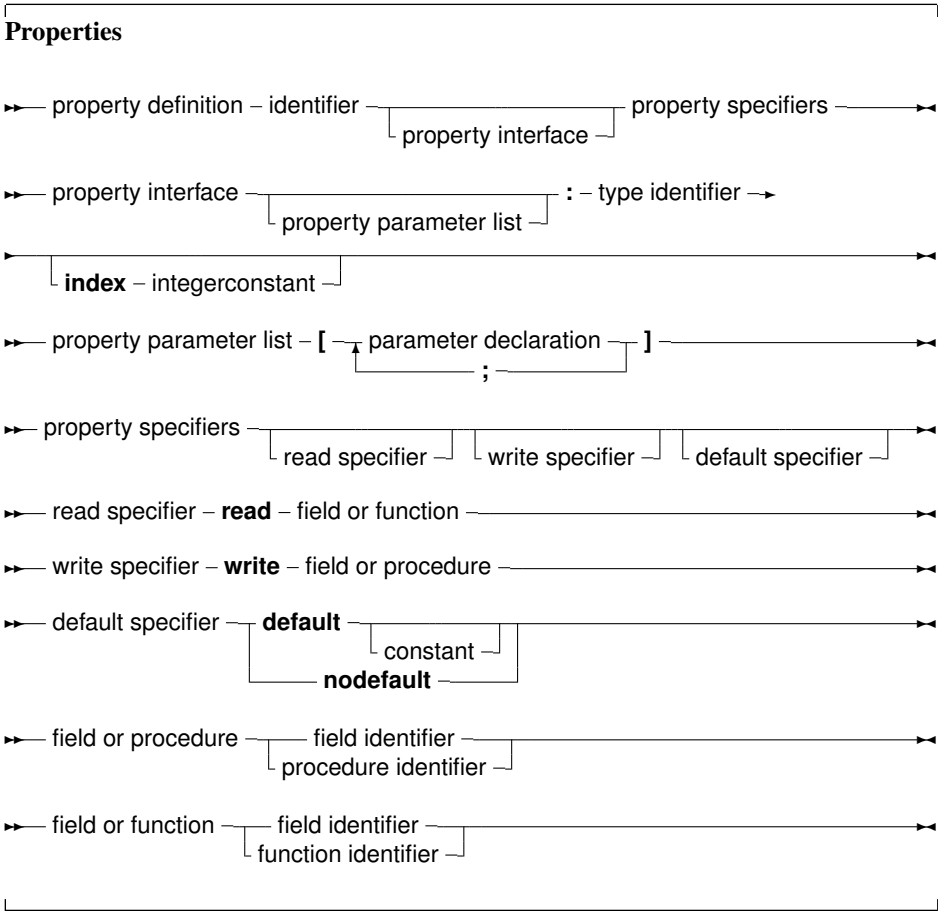 Properties
property definition – identifier property specifiers
property interface
property interface : – type identifier
property parameter list
index – integerconstant
property parameter list – [ – parameter declaration – ]
;
property specifiers
read specifier write specifier default specifier
read specifier – read – field or function
write specifier – write – field or procedure
default specifier default
constant
nodefault
field or procedure field identifier
procedure identifier
field or function field identifier
function identifier